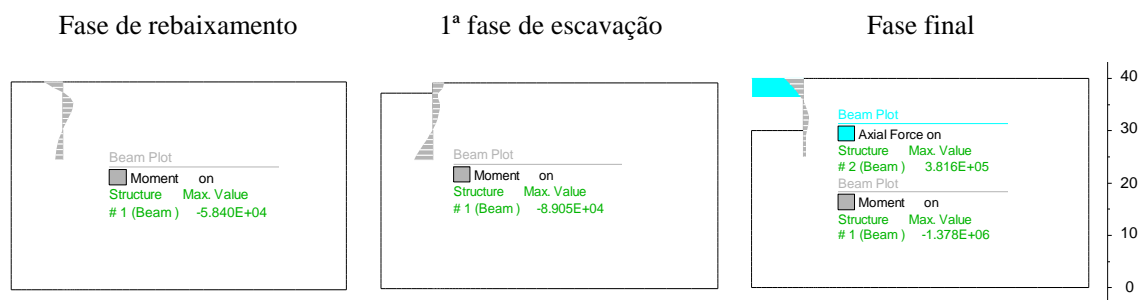 Fase de rebaixamento
1ª fase de escavação
Fase final
Beam Plot
Moment on
Structure Max. Value
# 1 (Beam ) -5.840E+04
Beam Plot
Moment on
Structure Max. Value
# 1 (Beam ) -8.905E+04
Beam Plot
Axial Force on
Structure Max. Value
# 2 (Beam ) 3.816E+05
Beam Plot
Moment on
Structure Max. Value
# 1 (Beam ) -1.378E+06
40
30
20
10
0